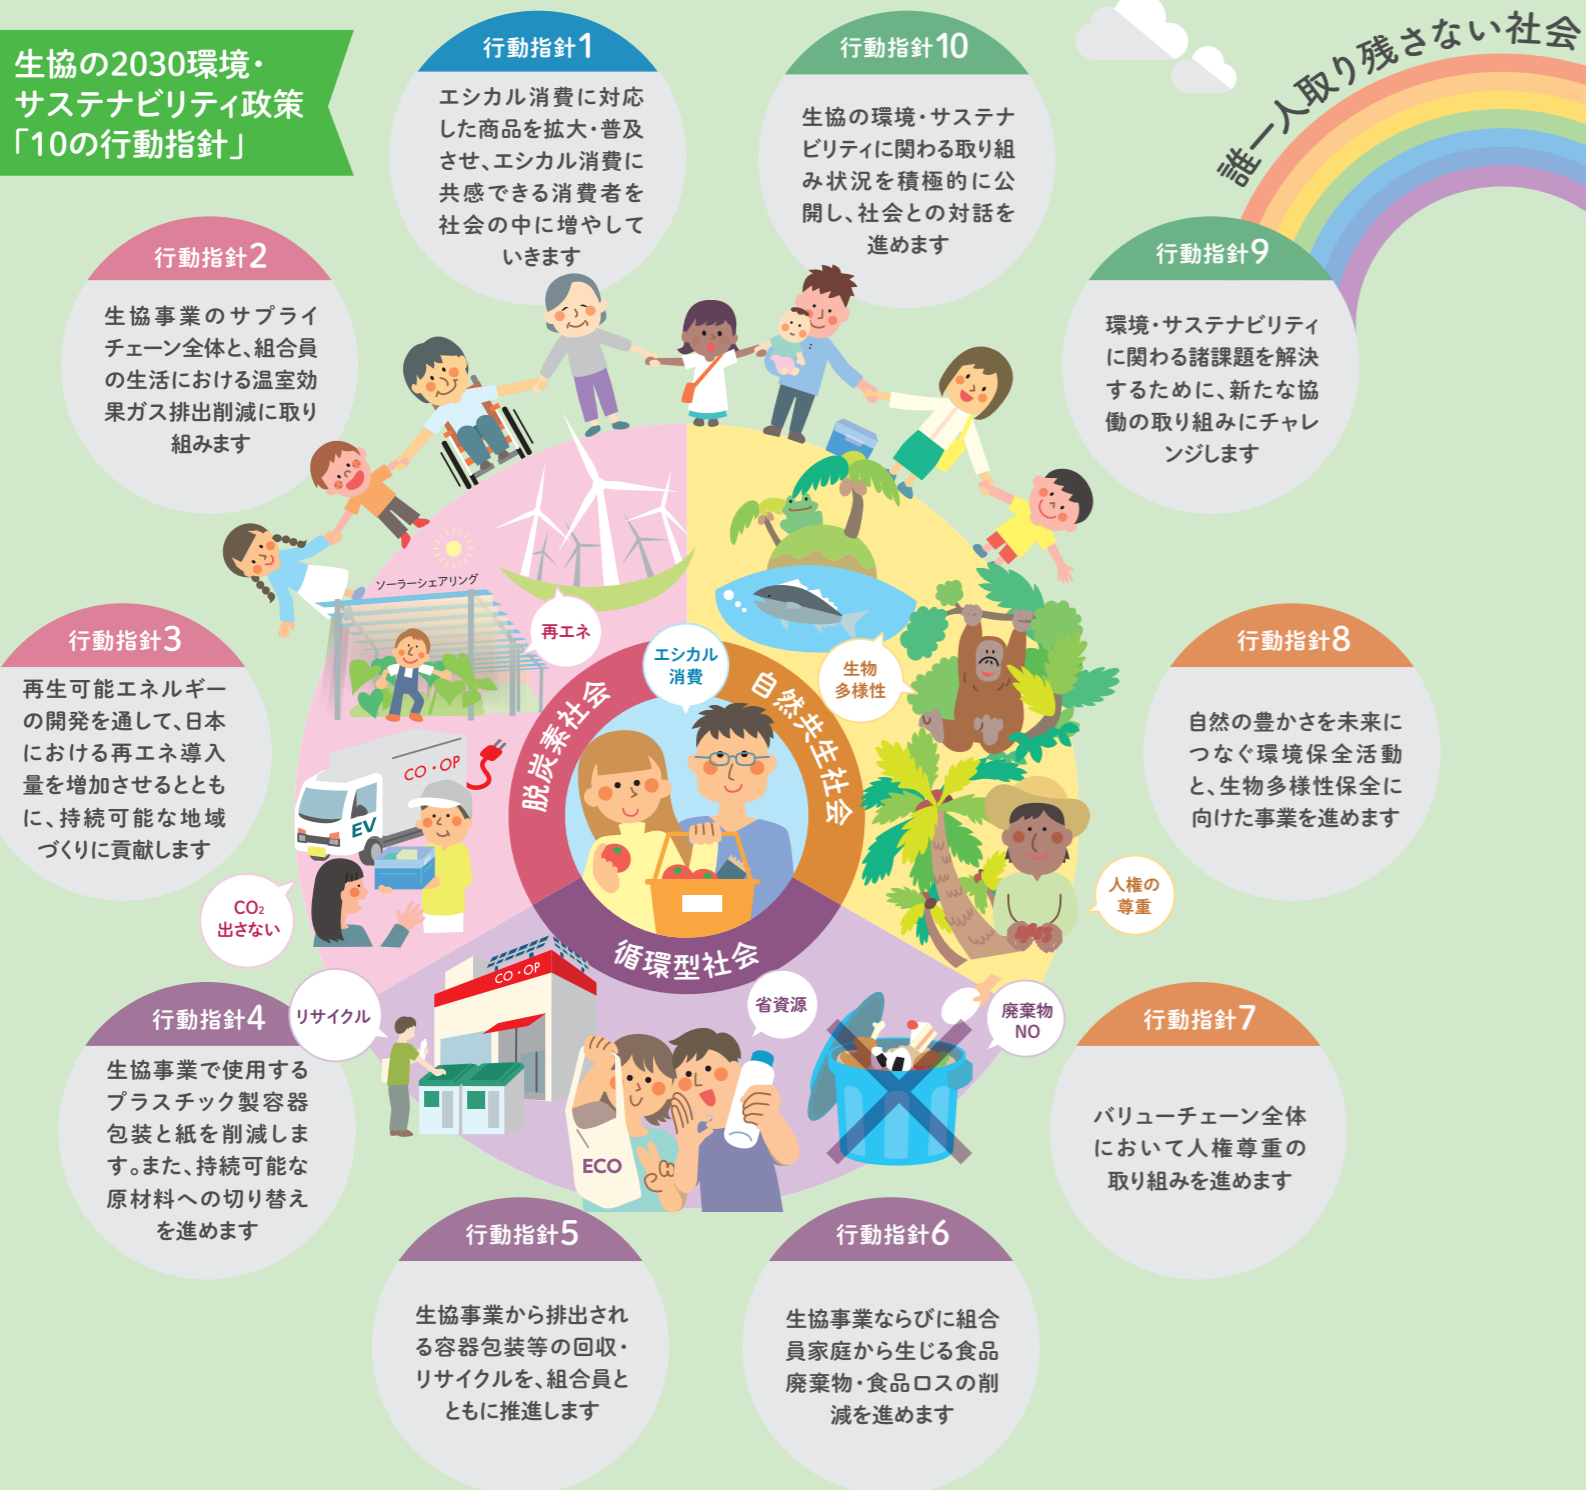 生協の2030環境・
サステナビリティ政策
「10の行動指針」
誰一人取り残さない社会
行動指針1
エシカル消費に対応
した商品を拡大・普及
させ、エシカル消費に
共感できる消費者を
社会の中に増やして
いきます
行動指針2
生協事業のサプライ
チェーン全体と、組合員
の生活における温室効
果ガス排出削減に取り
組みます
行動指針3
再生可能エネルギー
の開発を通して、日本
における再エネ導入
量を増加させるととも
に、持続可能な地域
づくりに貢献します
行動指針4
生協事業で使用する
プラスチック製容器
包装と紙を削減しま
す。また、持続可能な
原材料への切り替え
を進めます
行動指針5
生協事業から排出され
る容器包装等の回収・
リサイクルを、組合員と
ともに推進します
行動指針6
生協事業ならびに組合
員家庭から生じる食品
廃棄物・食品ロスの削
減を進めます
行動指針7
バリューチェーン全体
において人権尊重の
取り組みを進めます
行動指針8
自然の豊かさを未来に
つなぐ環境保全活動
と、生物多様性保全に
向けた事業を進めます
行動指針9
環境・サステナビリティ
に関わる諸課題を解決
するために、新たな協
働の取り組みにチャレ
ンジします
行動指針10
生協の環境・サステナ
ビリティに関わる取り組
み状況を積極的に公
開し、社会との対話を
進めます
ソーラーシェアリング
再エネ
エシカル
消費
生物
多様性
脱炭素社会
自然共生社会
循環型社会
CO・OP
EV
CO₂
出さない
人権の
尊重
リサイクル
CO・OP
省資源
廃棄物
NO
ECO